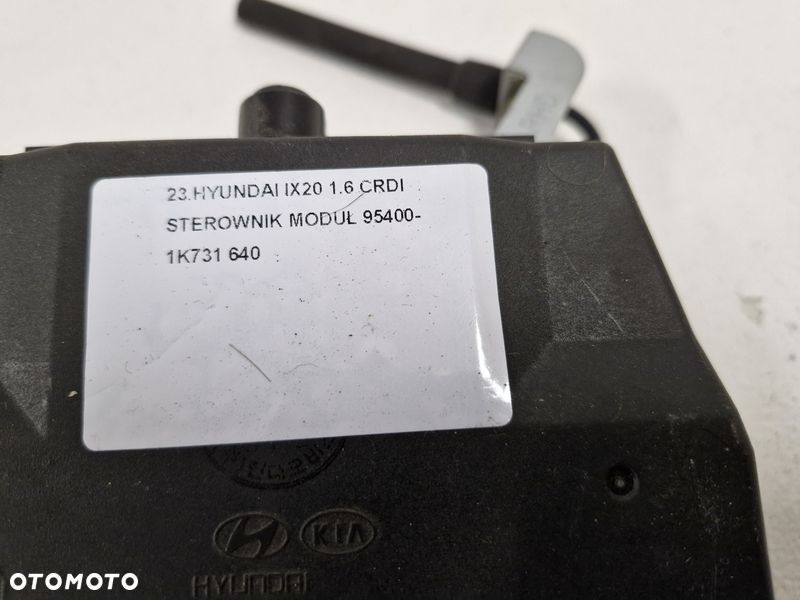 23.HYUNDAI IX20 1.6 CRDI
STEROWNIK MODUŁ 95400-
1K731 640
KIA
HYUNDAI
OTOMOTO